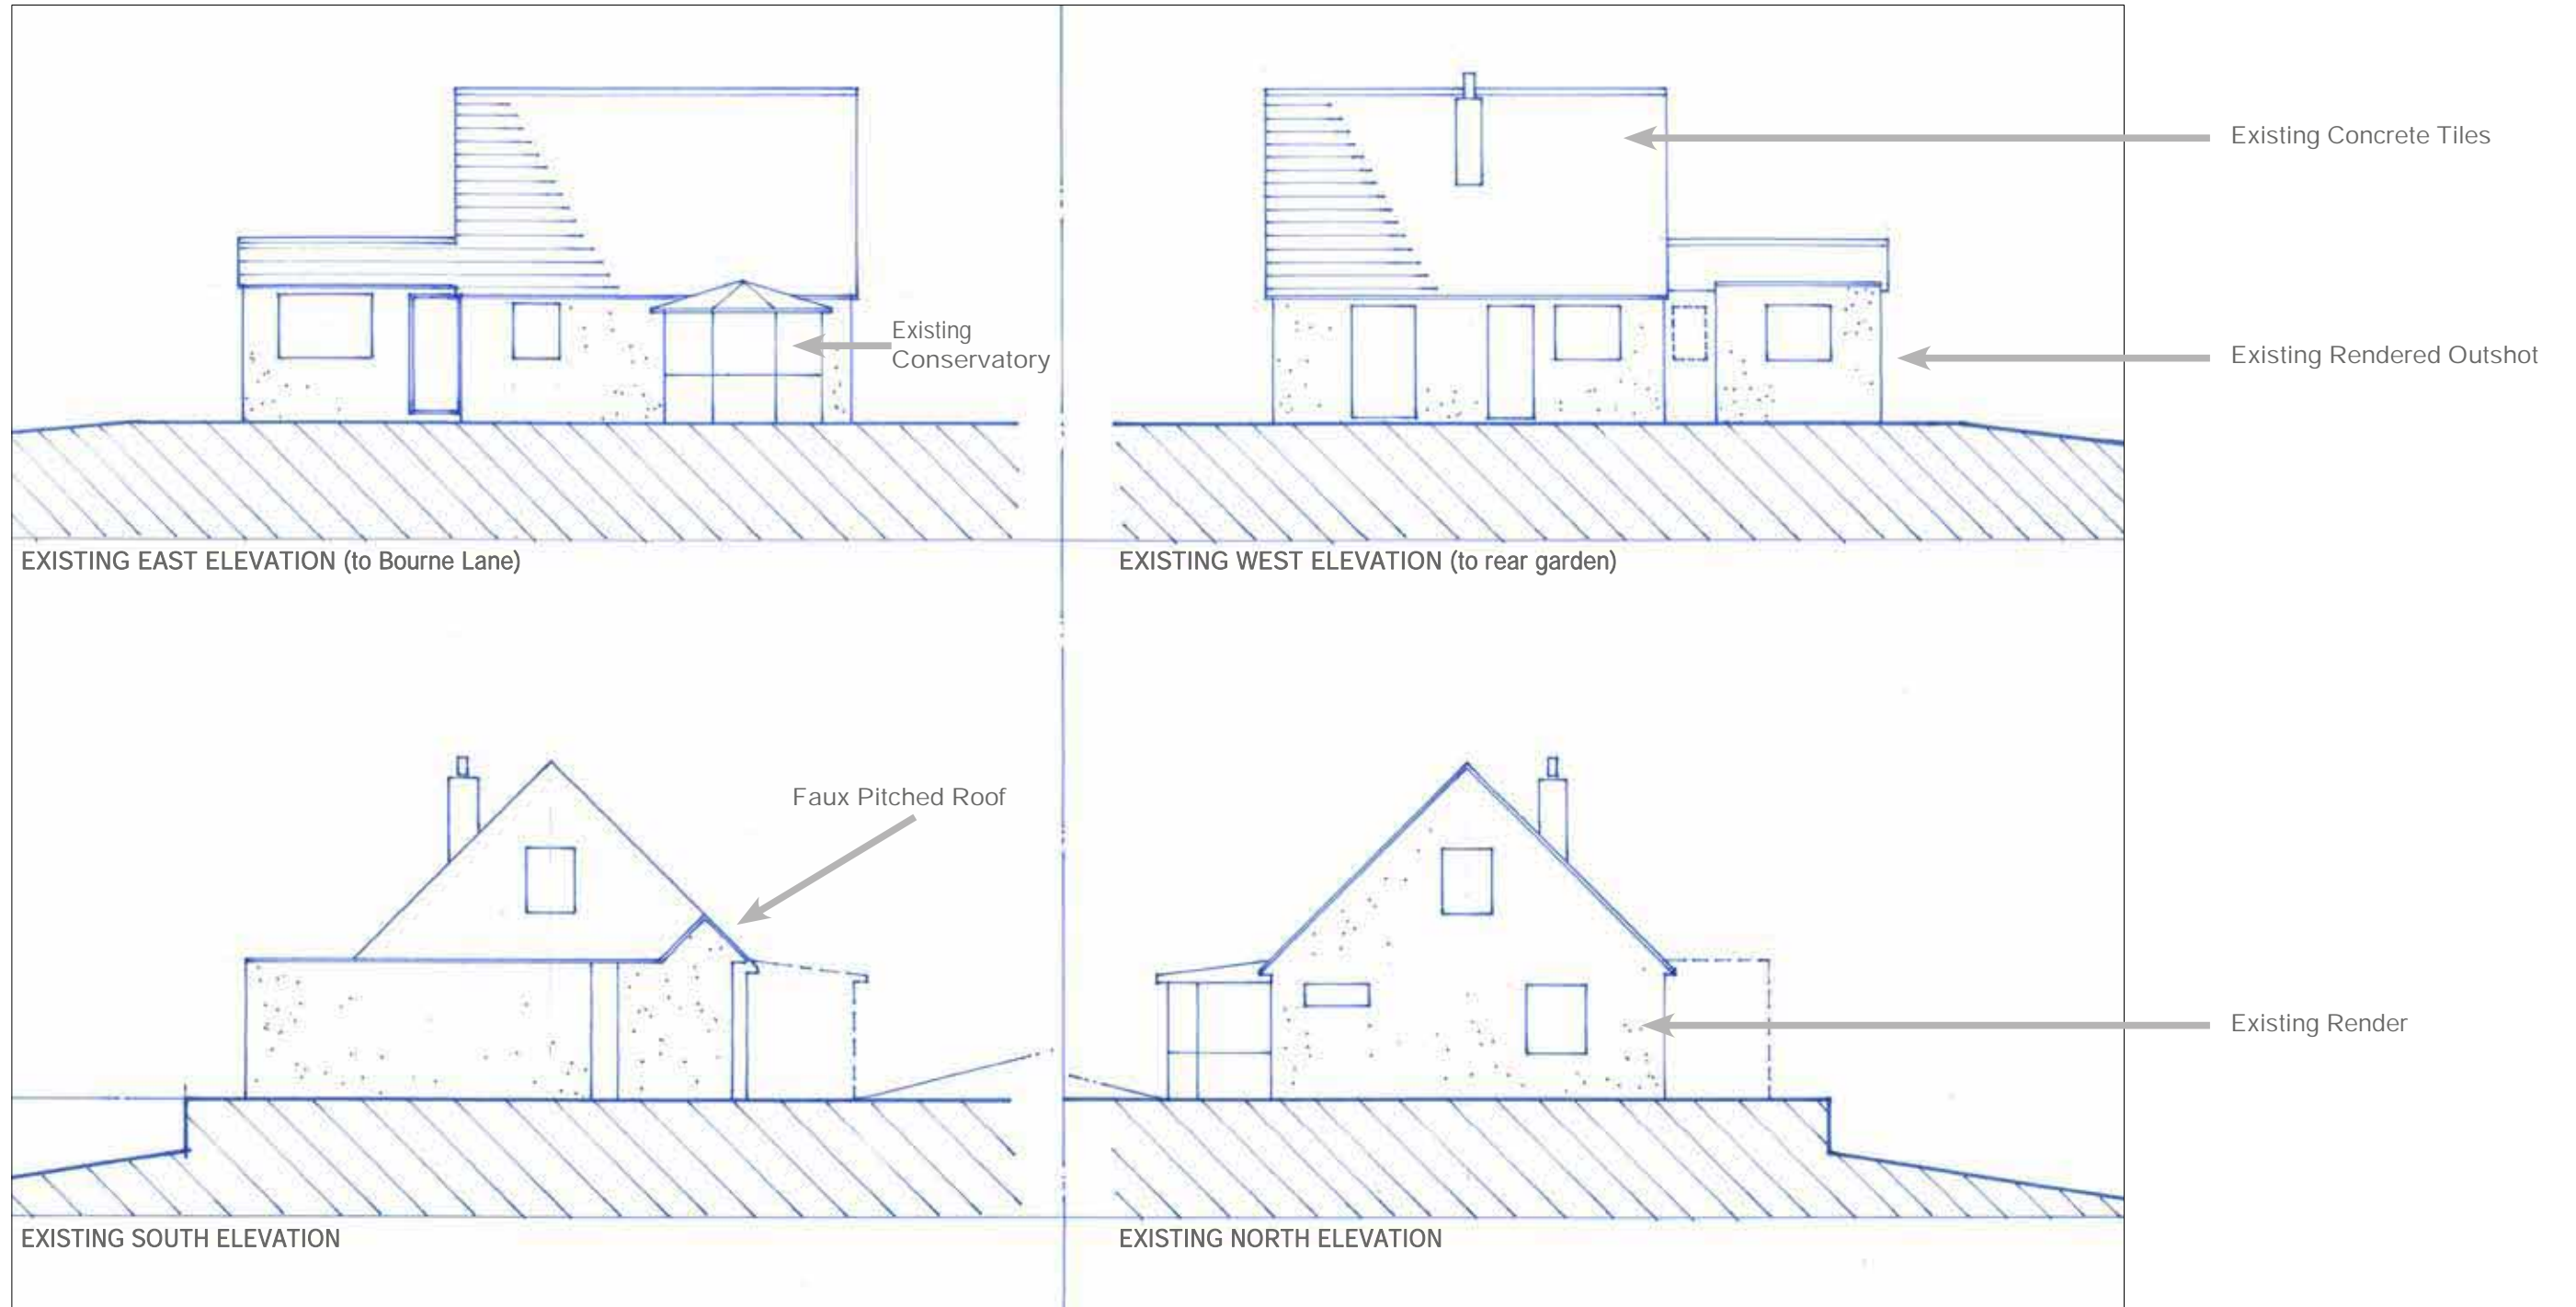 Existing Concrete Tiles
Existing
Conservatory
Existing Rendered Outshot
EXISTING EAST ELEVATION (to Bourne Lane)
EXISTING WEST ELEVATION (to rear garden)
Faux Pitched Roof
Existing Render
EXISTING SOUTH ELEVATION
EXISTING NORTH ELEVATION